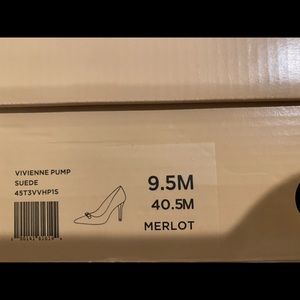 VIVIENNE PUMP
SUEDE
45T3VVHP1S
9.5M
40.5M
MERLOT